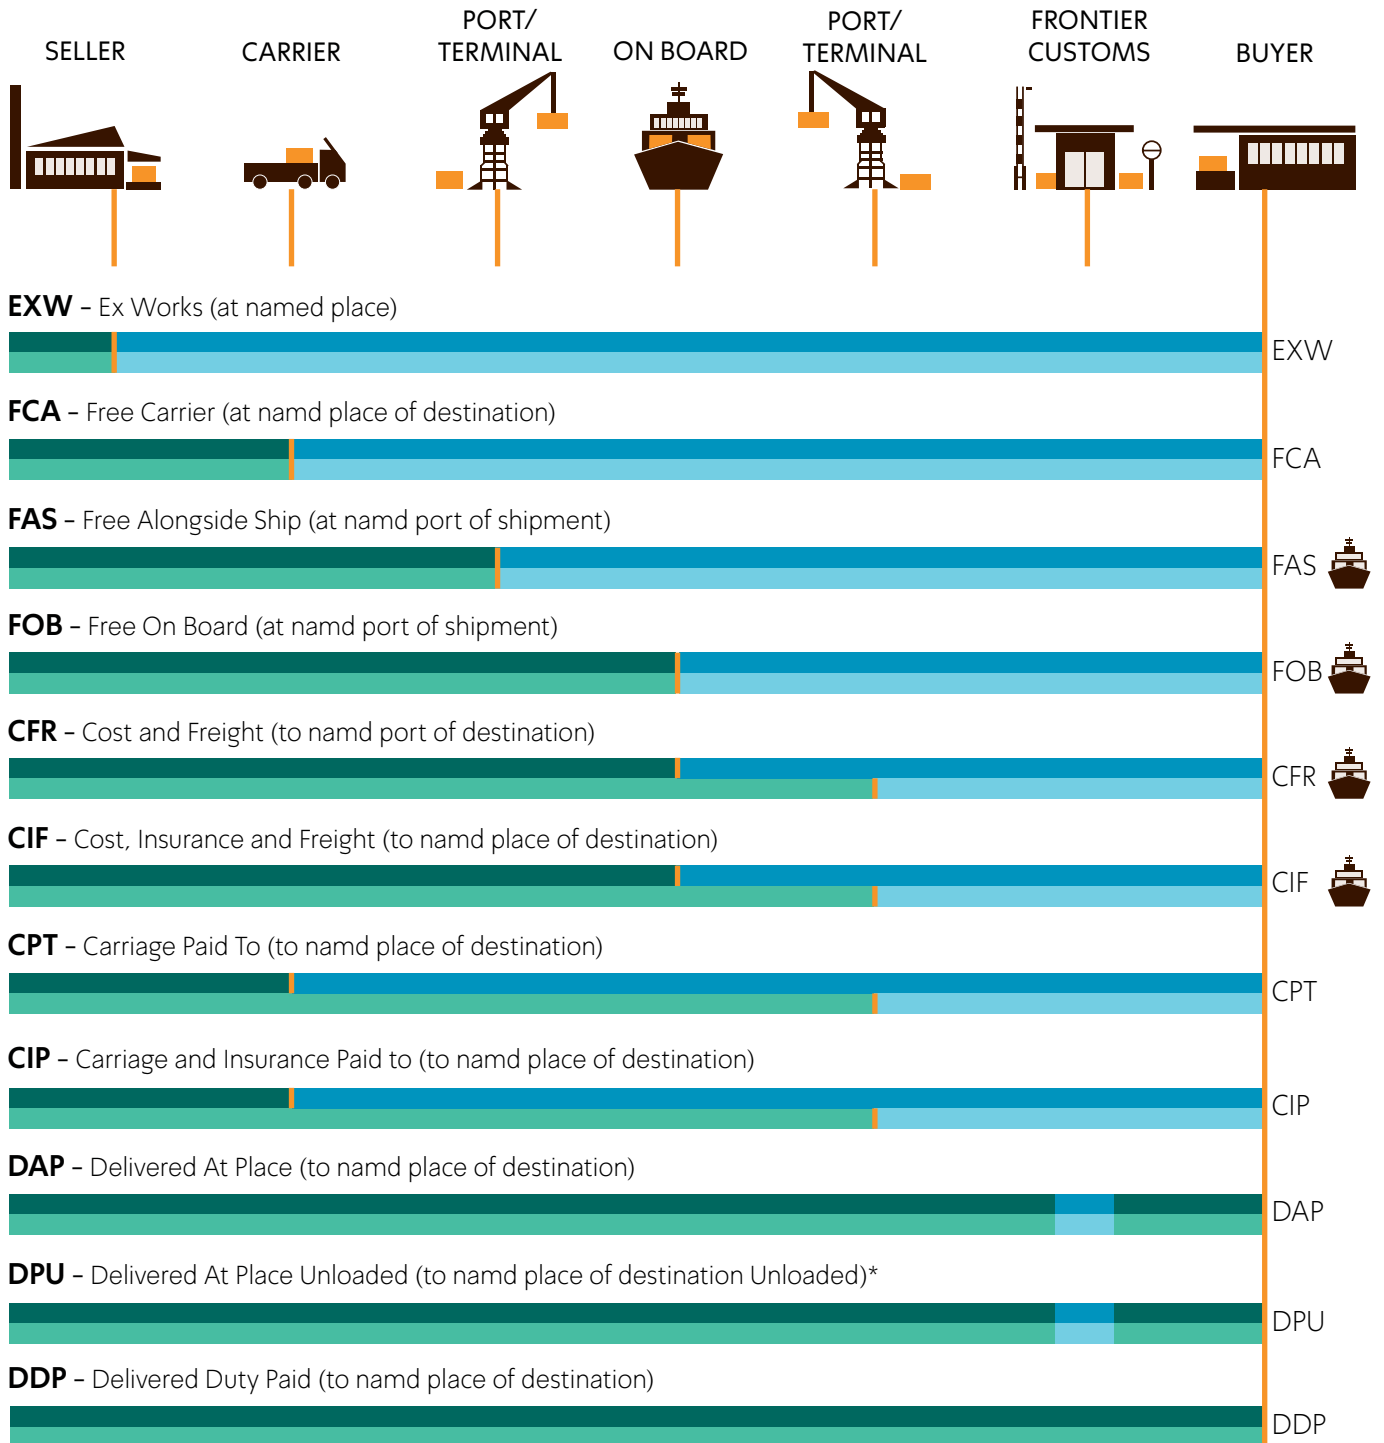 SELLER
CARRIER
PORT/
TERMINAL
ON BOARD
PORT/
TERMINAL
FRONTIER
CUSTOMS
BUYER
EXW – Ex Works (at named place)
EXW
FCA – Free Carrier (at namd place of destination)
FCA
FAS – Free Alongside Ship (at namd port of shipment)
FAS
FOB – Free On Board (at namd port of shipment)
FOB
CFR – Cost and Freight (to namd port of destination)
CFR
CIF – Cost, Insurance and Freight (to namd place of destination)
CIF
CPT – Carriage Paid To (to namd place of destination)
CPT
CIP – Carriage and Insurance Paid to (to namd place of destination)
CIP
DAP – Delivered At Place (to namd place of destination)
DAP
DPU – Delivered At Place Unloaded (to namd place of destination Unloaded)*
DPU
DDP – Delivered Duty Paid (to namd place of destination)
DDP